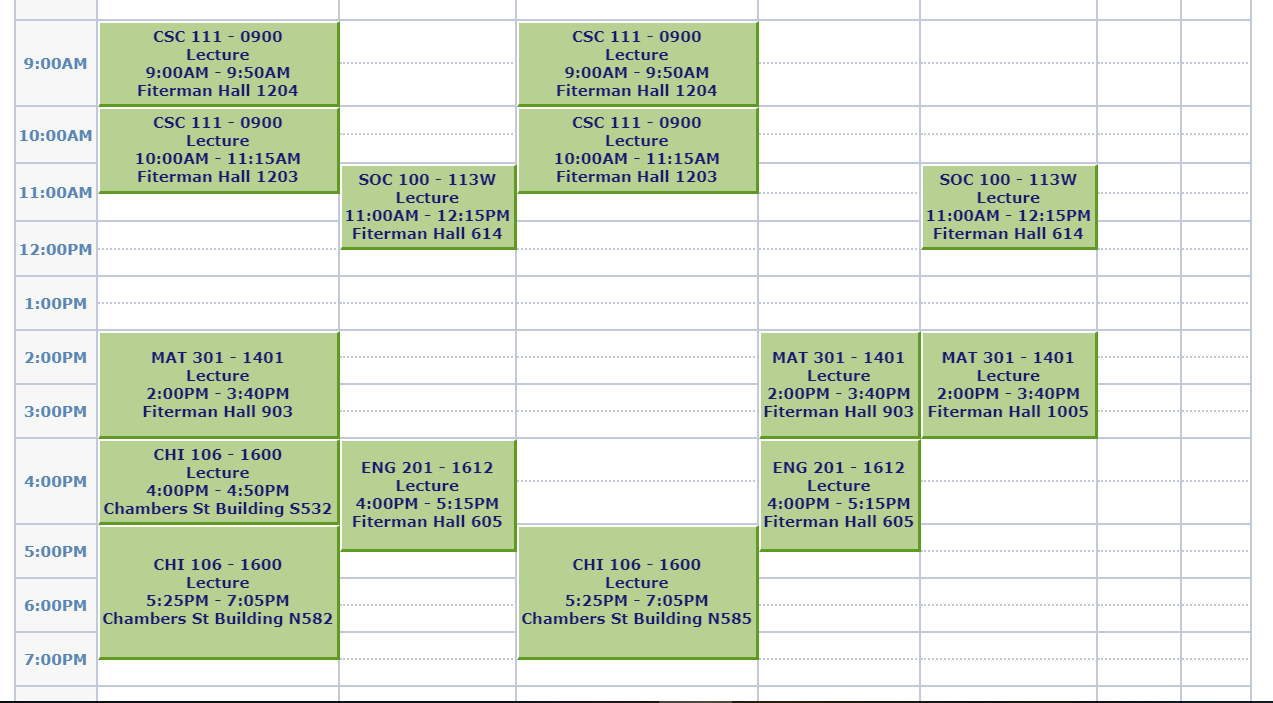 9:00AM
10:00AM
11:00AM
12:00PM
1:00PM
2:00PM
3:00PM
4:00PM
5:00PM
6:00PM
7:00PM
CSC 111 - 0900
Lecture
9:00AM - 9:50AM
Fiterman Hall 1204
CSC 111 - 0900
Lecture
10:00AM - 11:15AM
Fiterman Hall 1203
MAT 301 - 1401
Lecture
2:00PM - 3:40PM
Fiterman Hall 903
CHI 106 - 1600
Lecture
4:00PM - 4:50PM
Chambers St Building S532
CHI 106 - 1600
Lecture
5:25PM - 7:05PM
Chambers St Building N582
SOC 100 - 113W
Lecture
11:00AM - 12:15PM
Fiterman Hall 614
ENG 201 - 1612
Lecture
4:00PM - 5:15PM
Fiterman Hall 605
CSC 111 - 0900
Lecture
9:00AM - 9:50AM
Fiterman Hall 1204
CSC 111 - 0900
Lecture
10:00AM - 11:15AM
Fiterman Hall 1203
CHI 106 - 1600
Lecture
5:25PM - 7:05PM
Chambers St Building N585
MAT 301 - 1401
Lecture
2:00PM - 3:40PM
Fiterman Hall 903
ENG 201 - 1612
Lecture
4:00PM - 5:15PM
Fiterman Hall 605
SOC 100 - 113W
Lecture
11:00AM - 12:15PM
Fiterman Hall 614
MAT 301 - 1401
Lecture
2:00PM - 3:40PM
Fiterman Hall 1005